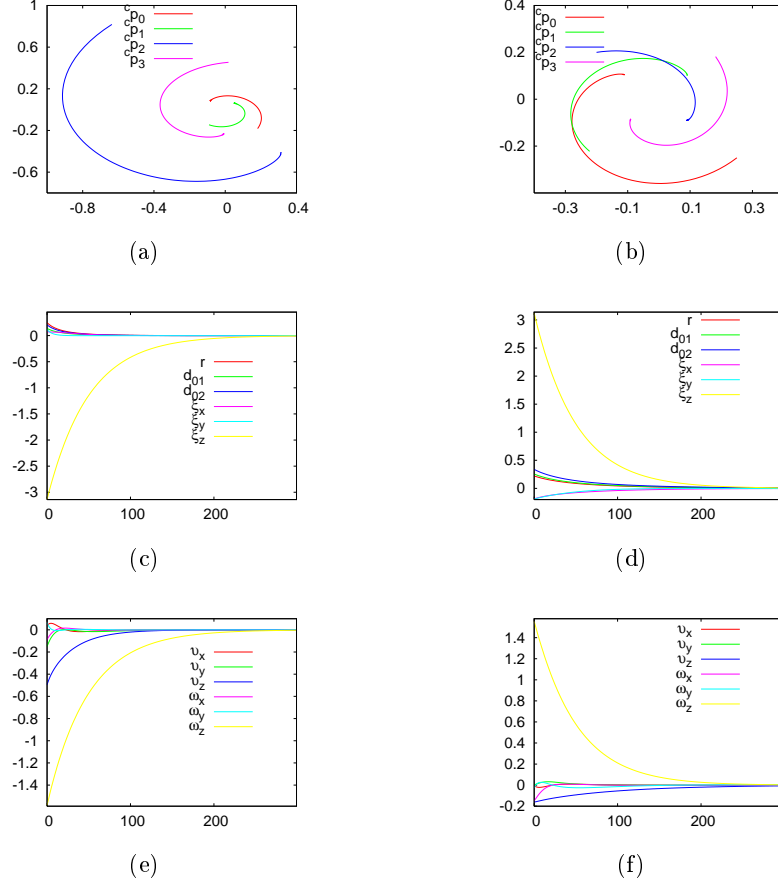 1
0.6
0.2
-0.2
-0.6
-0.8
-0.4
0
0.4
cp0
cp1
cp2
cp3
(a)
0.4
0.2
0
-0.2
-0.3
-0.1
0.1
0.3
cp0
cp1
cp2
cp3
(b)
0
-0.5
-1
-1.5
-2
-2.5
-3
0
100
200
r
d01
d02
ξx
ξy
ξz
(c)
3
2.5
2
1.5
1
0.5
0
0
100
200
r
d01
d02
ξx
ξy
ξz
(d)
0
-0.2
-0.4
-0.6
-0.8
-1
-1.2
-1.4
0
100
200
υx
υy
υz
ωx
ωy
ωz
(e)
1.4
1.2
1
0.8
0.6
0.4
0.2
0
-0.2
0
100
200
υx
υy
υz
ωx
ωy
ωz
(f)